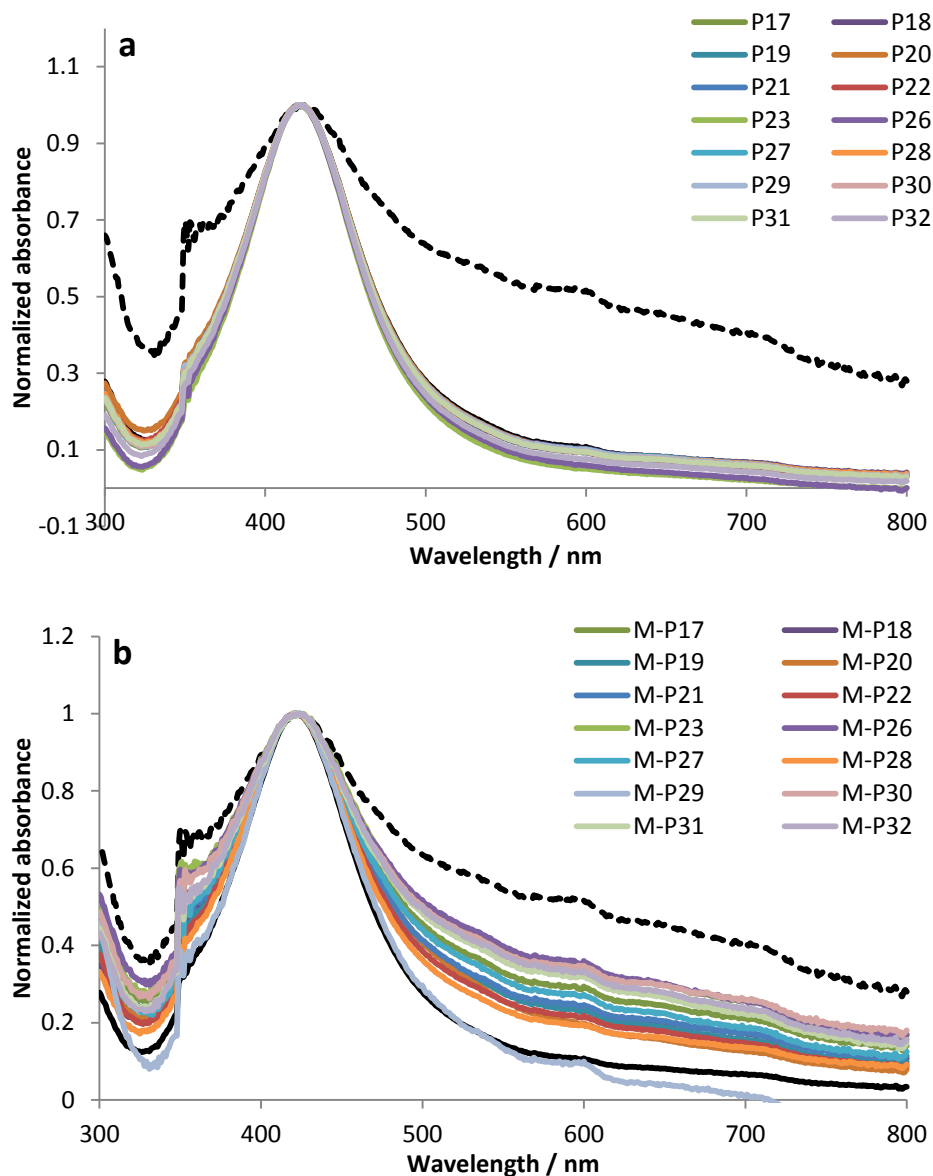 a
P17 P18
P19 P20
P21 P22
P23 P26
P27 P28
P29 P30
P31 P32
Normalized absorbance
1.1
0.9
0.7
0.5
0.3
0.1
-0.1
300 400 500 600 700 800
Wavelength / nm
b
M-P17 M-P18
M-P19 M-P20
M-P21 M-P22
M-P23 M-P26
M-P27 M-P28
M-P29 M-P30
M-P31 M-P32
Normalized absorbance
1.2
1
0.8
0.6
0.4
0.2
0
300 400 500 600 700 800
Wavelength / nm